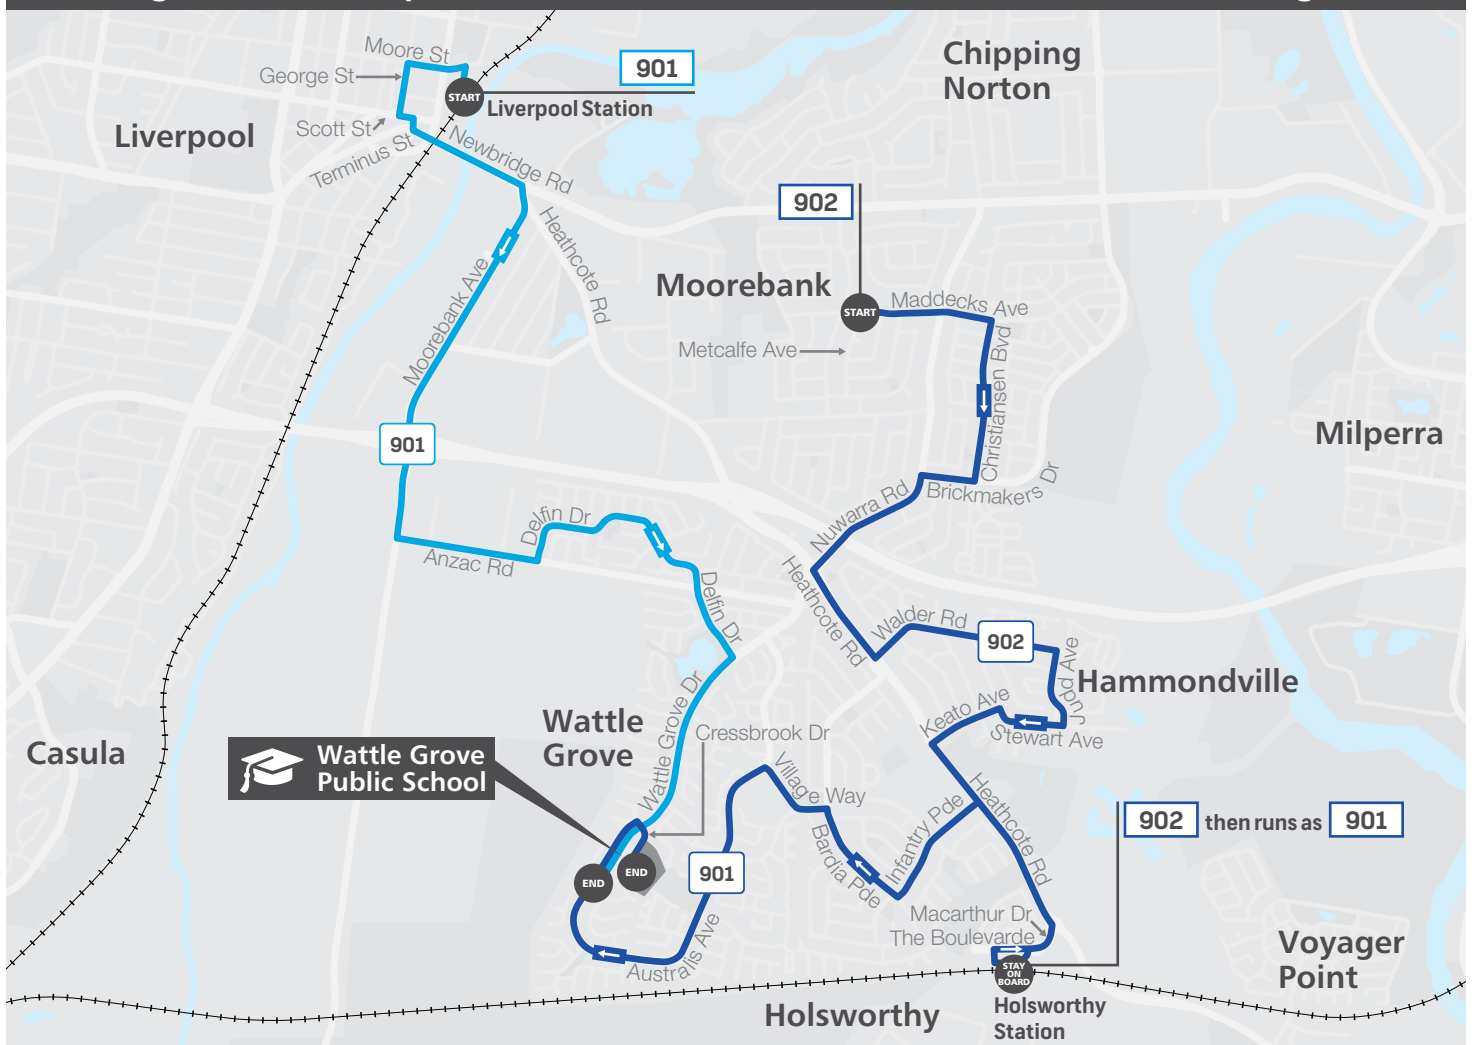 Moore St
George St
901
START
Liverpool Station
Chipping
Norton
Liverpool
Scott St
Terminus St
Newbridge Rd
902
Heathcote Rd
Moorebank
START
Maddecks Ave
Moorebank Ave
Metcalfe Ave
Christiansen Bvd
901
Milperra
Brickmakers Dr
Nuwarra Rd
Delfin Dr
Anzac Rd
Heathcote Rd
Delfin Dr
Walder Rd
902
Judd Ave
Hammondville
Wattle Grove Dr
Keato Ave
Stewart Ave
Wattle
Grove
Cressbrook Dr
Casula
Wattle Grove
Public School
Village Way
Heathcote Rd
Infantry Pde
Bardia Pde
902 then runs as 901
901
END
END
Macarthur Dr
The Boulevarde
Australis Ave
Voyager
Point
STAY
ON
BOARD
Holsworthy
Station
Holsworthy